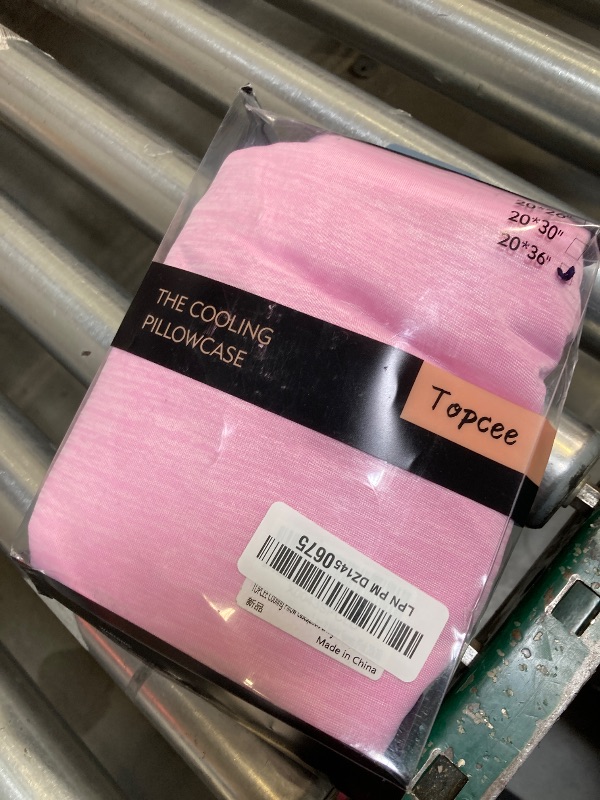 20*30"
20*36"
THE COOLING
PILLOWCASE
Topcee
LPN PM DZ1450675
新品
Made in China